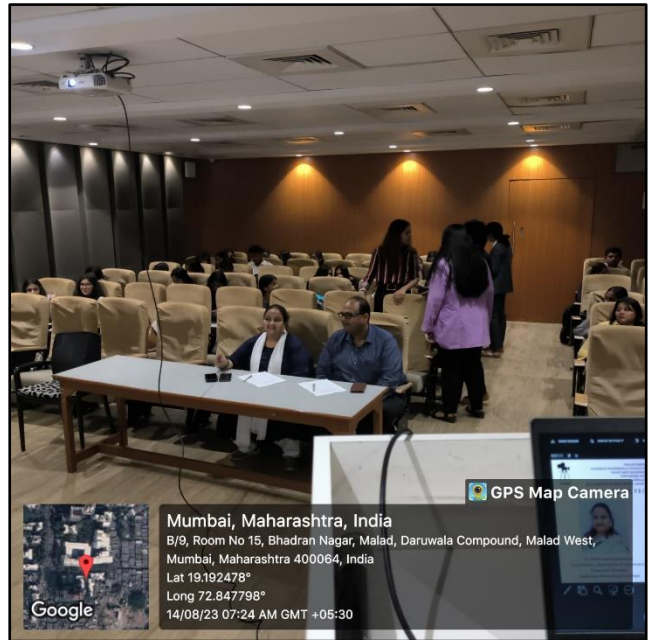 GPS Map Camera
Mumbai, Maharashtra, India
B/9, Room No 15, Bhadran Nagar, Malad, Daruwala Compound, Malad West,
Mumbai, Maharashtra 400064, India
Lat 19.192478°
Long 72.847798°
14/08/23 07:24 AM GMT +05:30
Google